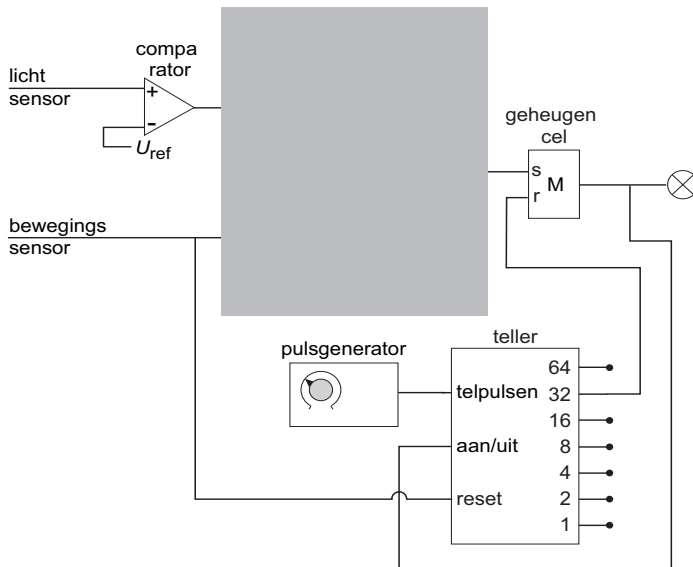 compa
rator
licht
sensor
+
-
Uref
geheugen
cel
s
M
r
bewegings
sensor
teller
pulsgenerator
64
telpulsen
32
16
aan/uit
8
4
reset
2
1